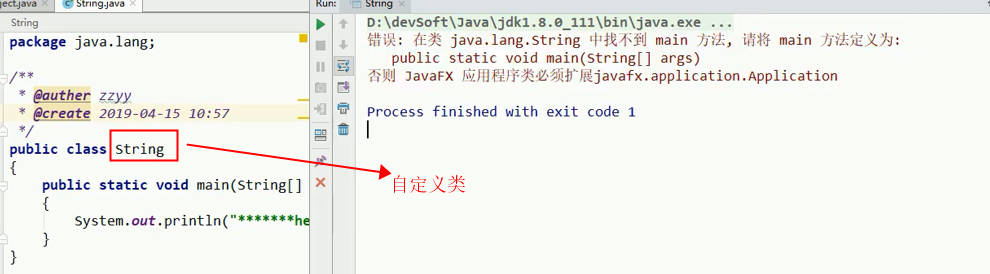 ject.java
String.java
Run:
String
String
package java.lang;
/**
* @auther zzyy
* @create 2019-04-15 10:57
*/
public class String
{
public static void main(String[]
{
System.out.println("*******he
}
}
D:\devSoft\Java\jdk1.8.0_111\bin\java.exe ...
错误: 在类 java.lang.String 中找不到 main 方法, 请将 main 方法定义为:
public static void main(String[] args)
否则 JavaFX 应用程序类必须扩展javafx.application.Application
Process finished with exit code 1
自定义类